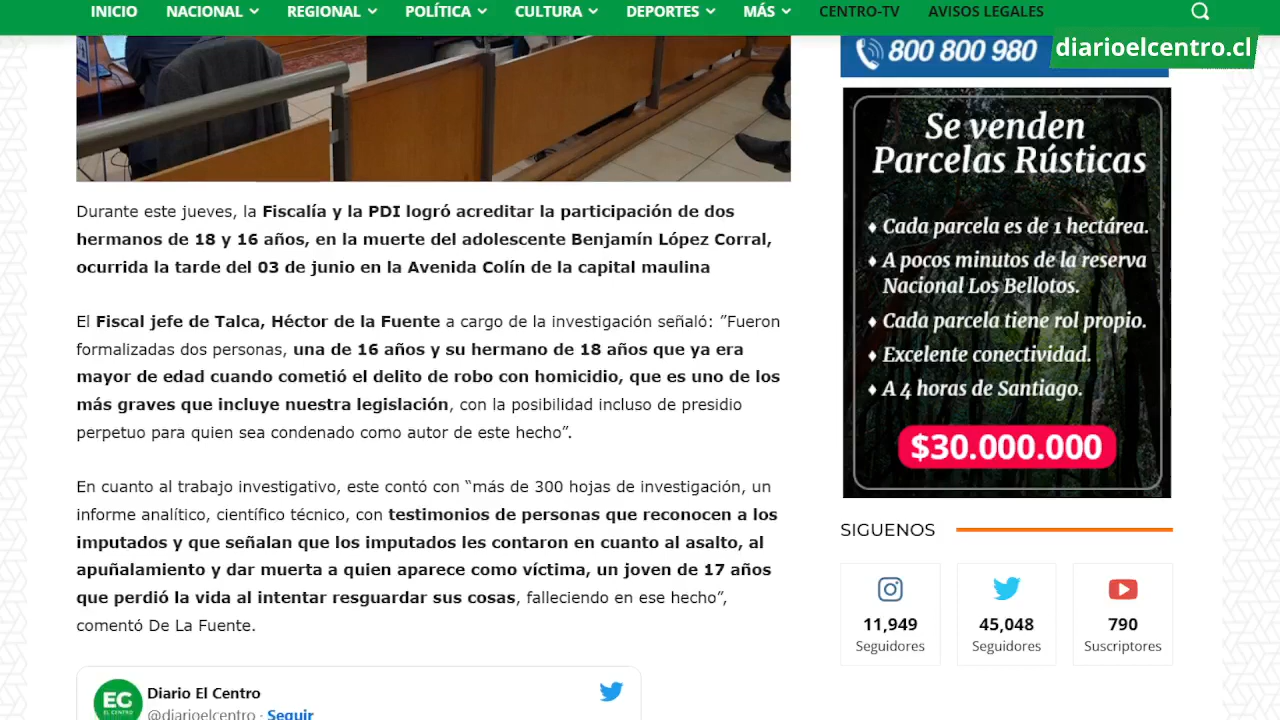 INICIO NACIONAL REGIONAL POLÍTICA CULTURA DEPORTES MÁS CENTRO-TV AVISOS LEGALES
800 800 980
diarioelcentro.cl
Durante este jueves, la Fiscalía y la PDI logró acreditar la participación de dos
hermanos de 18 y 16 años, en la muerte del adolescente Benjamín López Corral,
ocurrida la tarde del 03 de junio en la Avenida Colín de la capital maulina
El Fiscal jefe de Talca, Héctor de la Fuente a cargo de la investigación señaló: ”Fueron
formalizadas dos personas, una de 16 años y su hermano de 18 años que ya era
mayor de edad cuando cometió el delito de robo con homicidio, que es uno de los
más graves que incluye nuestra legislación, con la posibilidad incluso de presidio
perpetuo para quien sea condenado como autor de este hecho”.
En cuanto al trabajo investigativo, este contó con “más de 300 hojas de investigación, un
informe analítico, científico técnico, con testimonios de personas que reconocen a los
imputados y que señalan que los imputados les contaron en cuanto al asalto, al
apuñalamiento y dar muerta a quien aparece como víctima, un joven de 17 años
que perdió la vida al intentar resguardar sus cosas, falleciendo en ese hecho”,
comentó De La Fuente.
EC
EL CENTRO
Diario El Centro
@diarioelcentro · Seguir
Se venden
Parcelas Rústicas
♦ Cada parcela es de 1 hectárea.
♦ A pocos minutos de la reserva
Nacional Los Bellotos.
♦ Cada parcela tiene rol propio.
♦ Excelente conectividad.
♦ A 4 horas de Santiago.
$30.000.000
SIGUENOS
11,949 45,048 790
Seguidores Seguidores Suscriptores